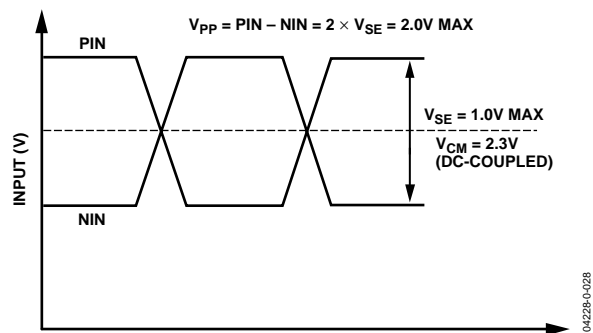 V_PP = PIN – NIN = 2 × V_SE = 2.0V MAX
PIN
V_SE = 1.0V MAX
V_CM = 2.3V
(DC-COUPLED)
INPUT (V)
NIN
04228-0-028